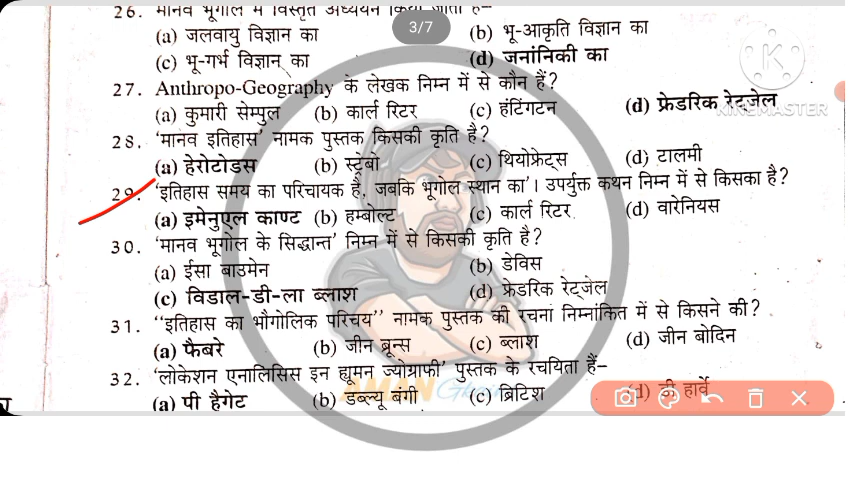 26. मानव भूगोल में विस्तृत अध्ययन किया जाता है–
3/7
(a) जलवायु विज्ञान का (b) भू-आकृति विज्ञान का
(c) भू-गर्भ विज्ञान का (d) जनांनिकी का
27. Anthropo-Geography के लेखक निम्न में से कौन हैं?
(a) कुमारी सेम्पुल (b) कार्ल रिटर (c) हंटिंगटन (d) फ्रेडरिक रेट्जेल
KINEMASTER
28. 'मानव इतिहास' नामक पुस्तक किसकी कृति है?
(a) हेरोटोडस (b) स्ट्रेबो (c) थियोफ्रेट्स (d) टालमी
29. 'इतिहास समय का परिचायक है, जबकि भूगोल स्थान का'। उपर्युक्त कथन निम्न में से किसका है?
(a) इमेनुएल काण्ट (b) हम्बोल्ट (c) कार्ल रिटर (d) वारेनियस
30. 'मानव भूगोल के सिद्धान्त' निम्न में से किसकी कृति है?
(a) ईसा बाउमेन (b) डेविस
(c) विडाल-डी-ला ब्लाश (d) फ्रेडरिक रेट्जेल
31. "इतिहास का भौगोलिक परिचय" नामक पुस्तक की रचना निम्नांकित में से किसने की?
(a) फैबरे (b) जीन ब्रून्स (c) ब्लाश (d) जीन बोदिन
32. 'लोकेशन एनालिसिस इन ह्यूमन ज्योग्राफी' पुस्तक के रचयिता हैं–
(a) पी हैगेट (b) डब्ल्यू बंगी (c) ब्रिटिश (d) डी हार्वे